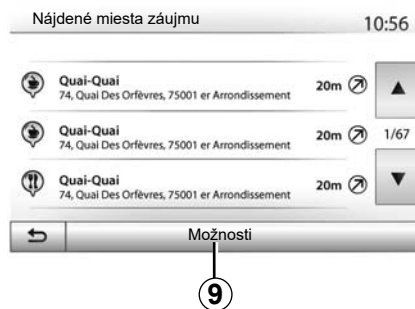 Nájdené miesta záujmu 10:56
Quai-Quai
74, Quai Des Orfèvres, 75001 er Arrondissement 20m
Quai-Quai
74, Quai Des Orfèvres, 75001 er Arrondissement 20m 1/67
Quai-Quai
74, Quai Des Orfèvres, 75001 er Arrondissement 20m
Možnosti
9